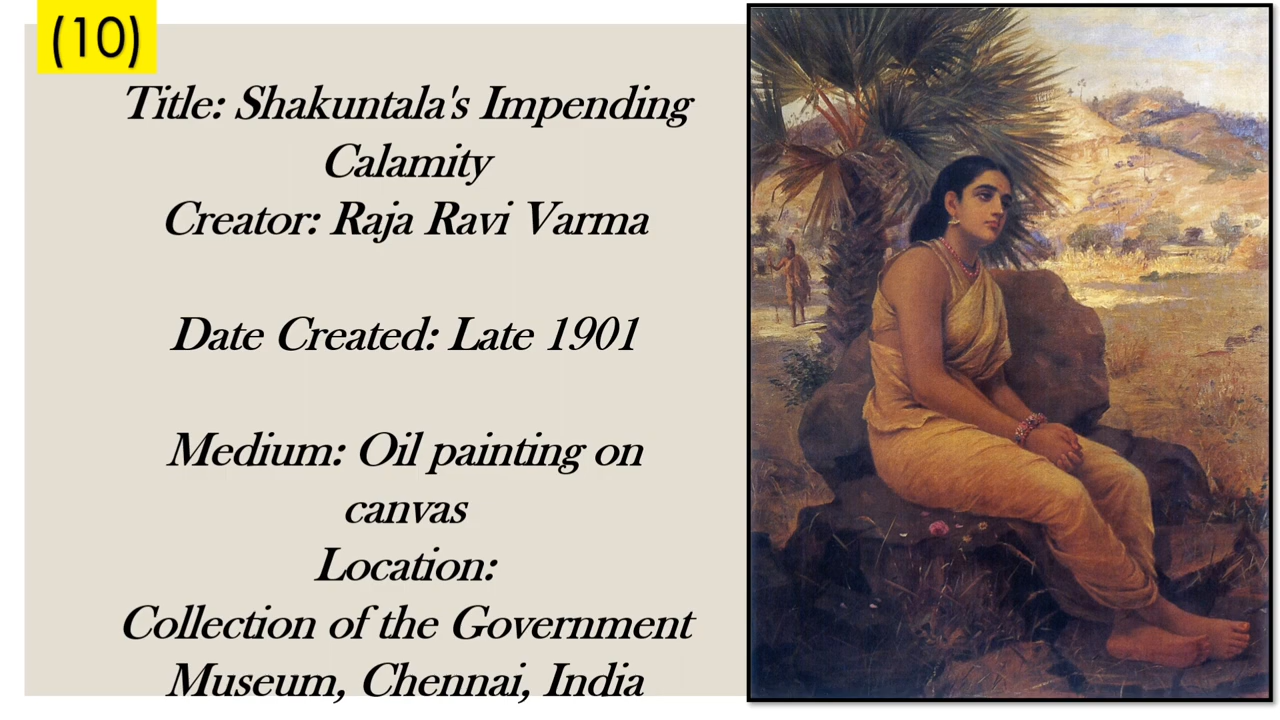 (10)
Title: Shakuntala's Impending
Calamity
Creator: Raja Ravi Varma
Date Created: Late 1901
Medium: Oil painting on
canvas
Location:
Collection of the Government
Museum, Chennai, India